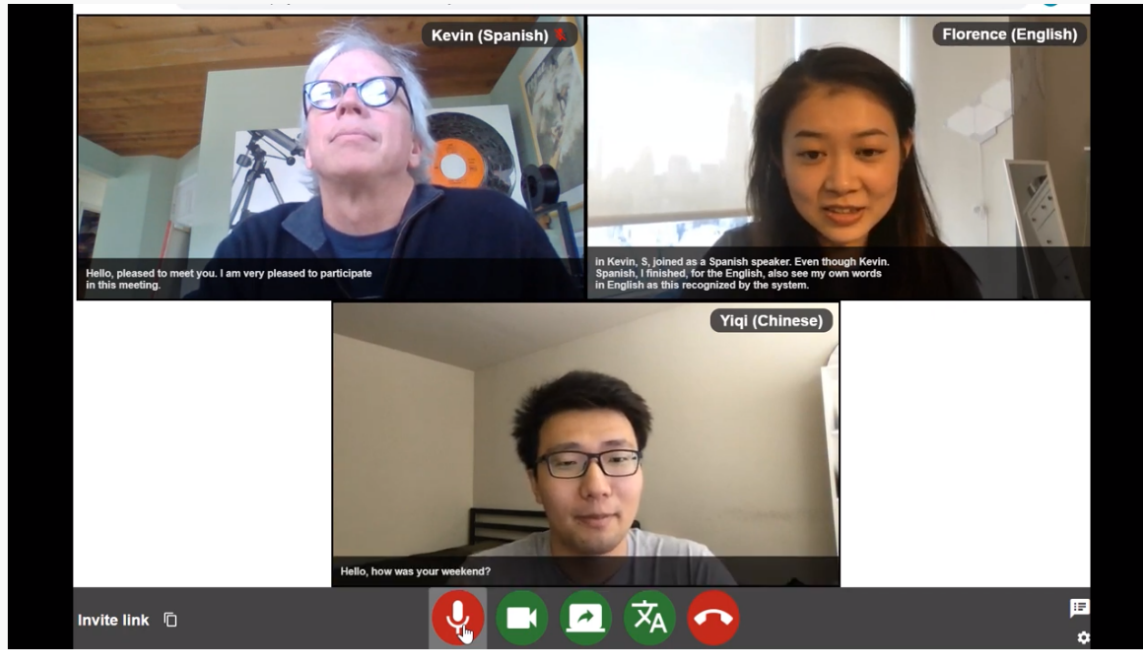 Kevin (Spanish)
Florence (English)
Hello, pleased to meet you. I am very pleased to participate
in this meeting.
in Kevin, S, joined as a Spanish speaker. Even though Kevin.
Spanish, I finished, for the English, also see my own words
in English as this recognized by the system.
Yiqi (Chinese)
Hello, how was your weekend?
Invite link